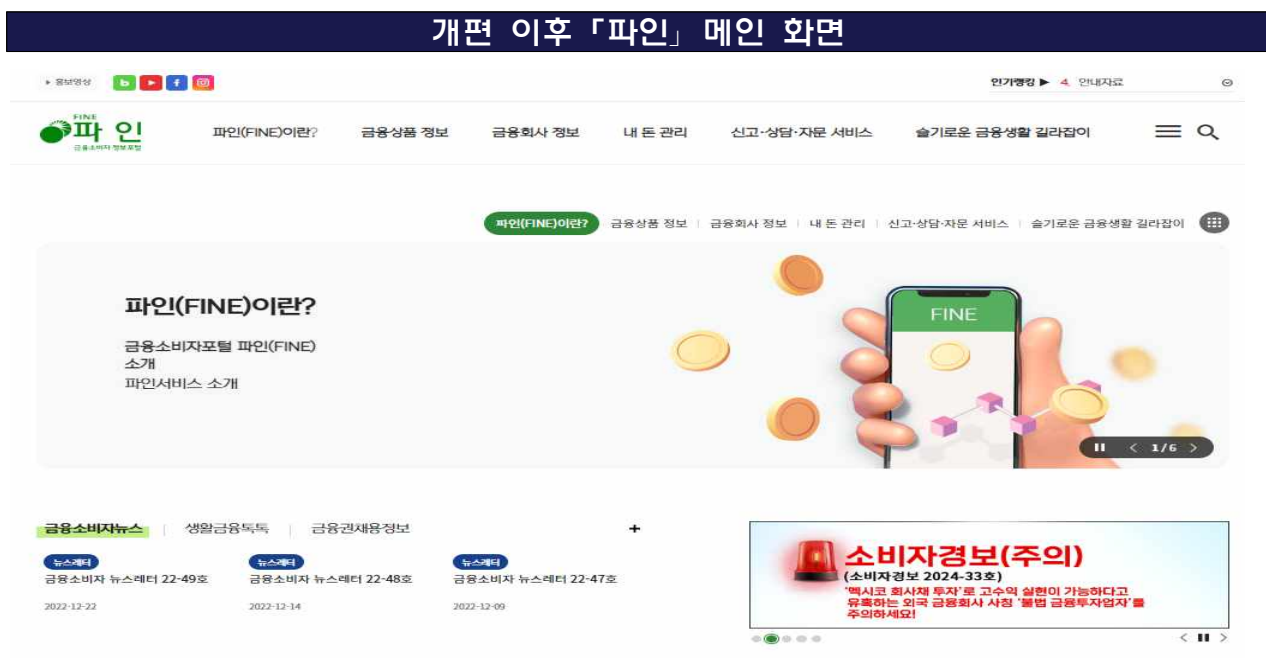 개편 이후「파인」 메인 화면
홍보영상
인기랭킹 ▶ 4 안내자료
FINE
파인
금융소비자 정보포털
파인(FINE)이란? 금융상품 정보 금융회사 정보 내 돈 관리 신고·상담·자문 서비스 슬기로운 금융생활 길라잡이
파인(FINE)이란? 금융상품 정보 금융회사 정보 내 돈 관리 신고·상담·자문 서비스 슬기로운 금융생활 길라잡이
파인(FINE)이란?
금융소비자포털 파인(FINE)
소개
파인서비스 소개
FINE
1/6
금융소비자뉴스 생활금융톡톡 금융권채용정보 +
뉴스레터 뉴스레터 뉴스레터
금융소비자 뉴스레터 22-49호 금융소비자 뉴스레터 22-48호 금융소비자 뉴스레터 22-47호
2022-12-22 2022-12-14 2022-12-09
소비자경보(주의)
(소비자경보 2024-33호)
'멕시코 회사채 투자'로 고수익 실현이 가능하다고
유혹하는 외국 금융회사 사칭 '불법 금융투자업자'를
주의하세요!